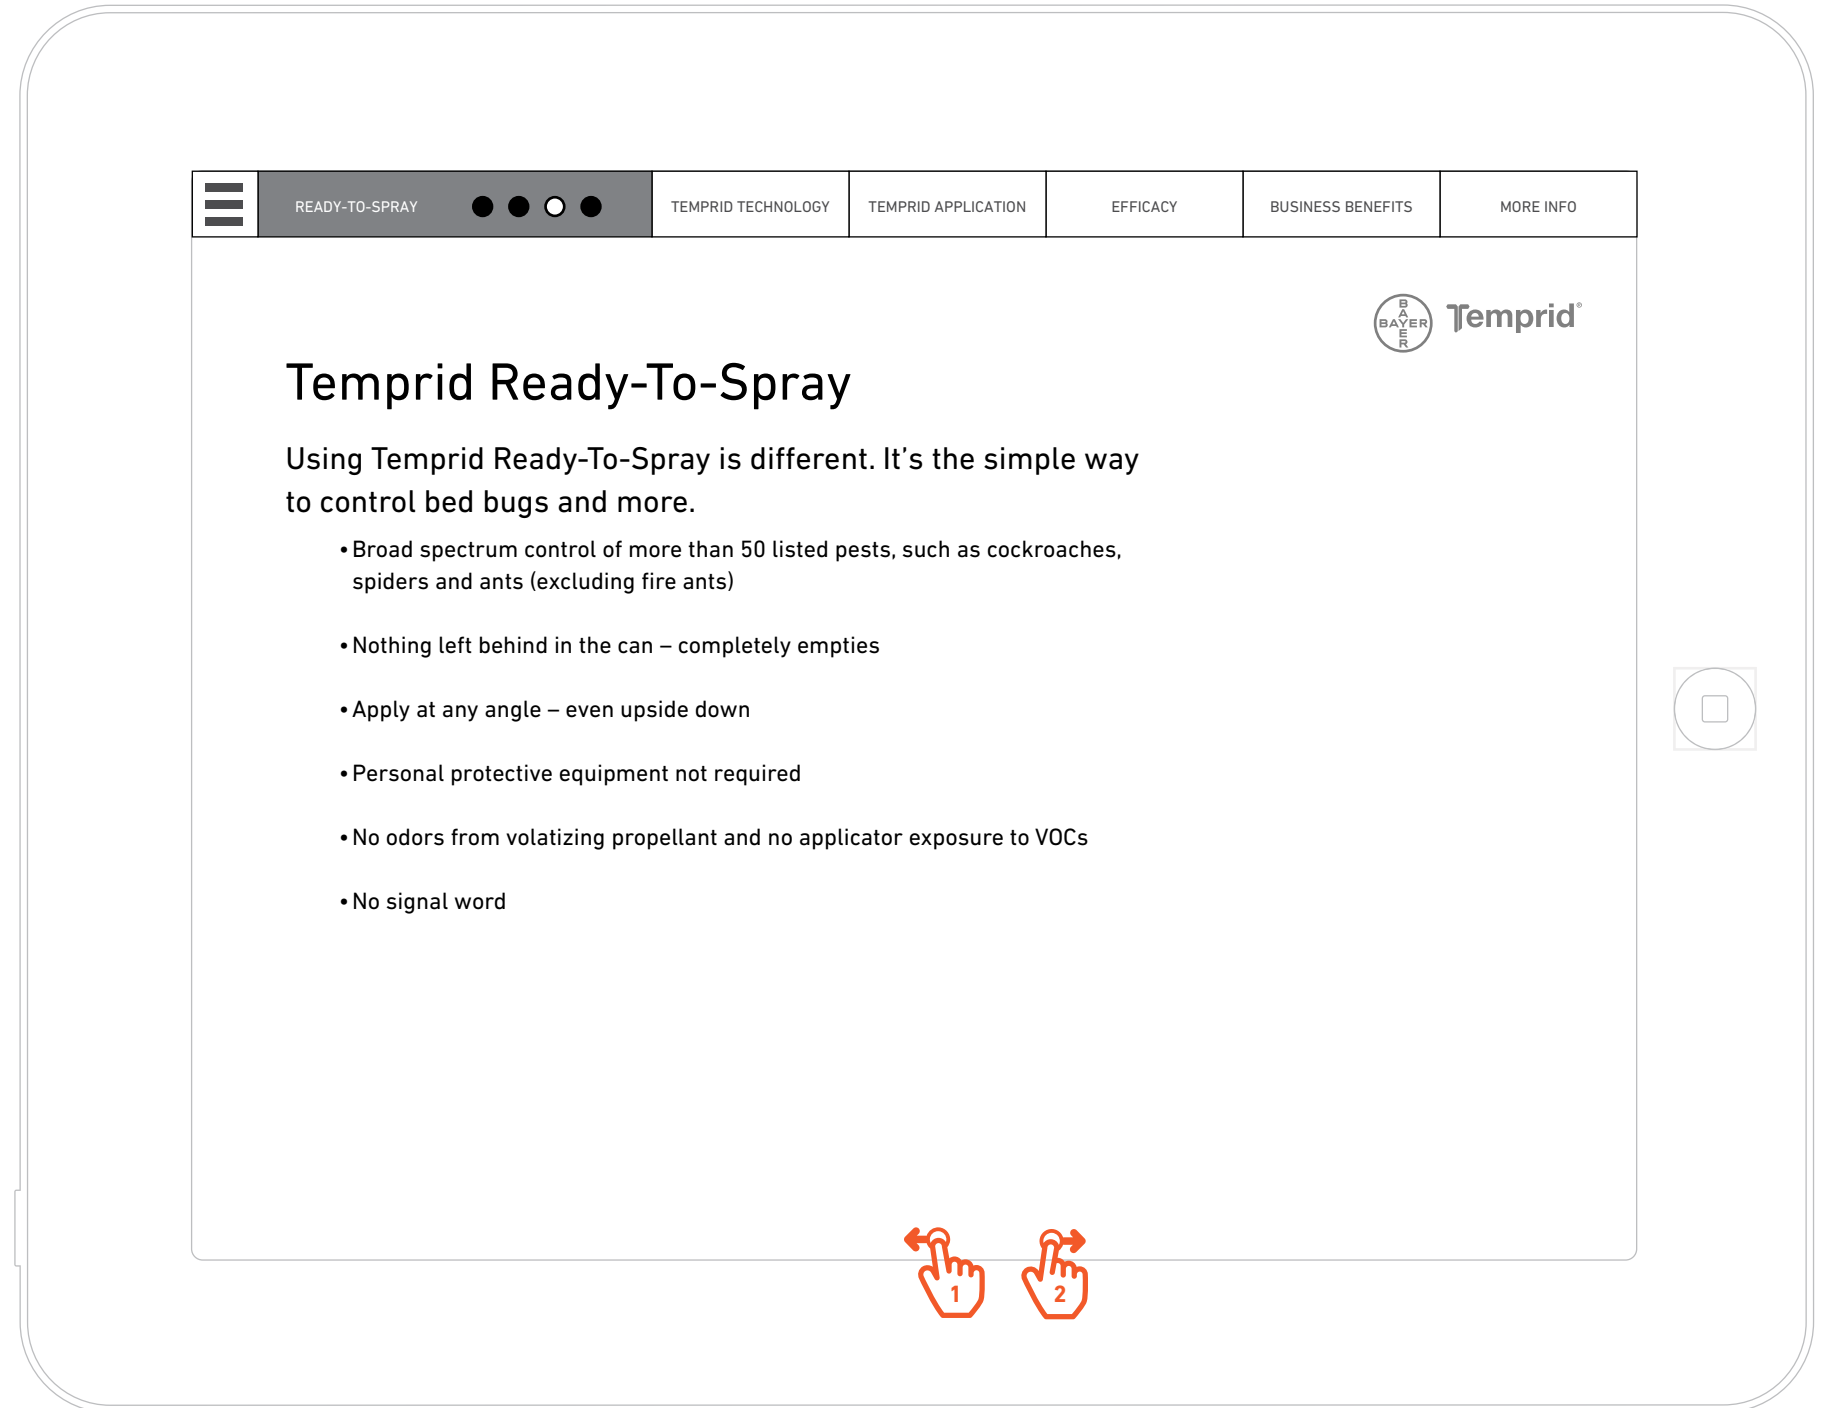 READY-TO-SPRAY
TEMPRID TECHNOLOGY
TEMPRID APPLICATION
EFFICACY
BUSINESS BENEFITS
MORE INFO
BAYER
BAYER
Temprid®
Temprid Ready-To-Spray
Using Temprid Ready-To-Spray is different. It’s the simple way
to control bed bugs and more.
• Broad spectrum control of more than 50 listed pests, such as cockroaches,
spiders and ants (excluding fire ants)
• Nothing left behind in the can – completely empties
• Apply at any angle – even upside down
• Personal protective equipment not required
• No odors from volatizing propellant and no applicator exposure to VOCs
• No signal word
1
2